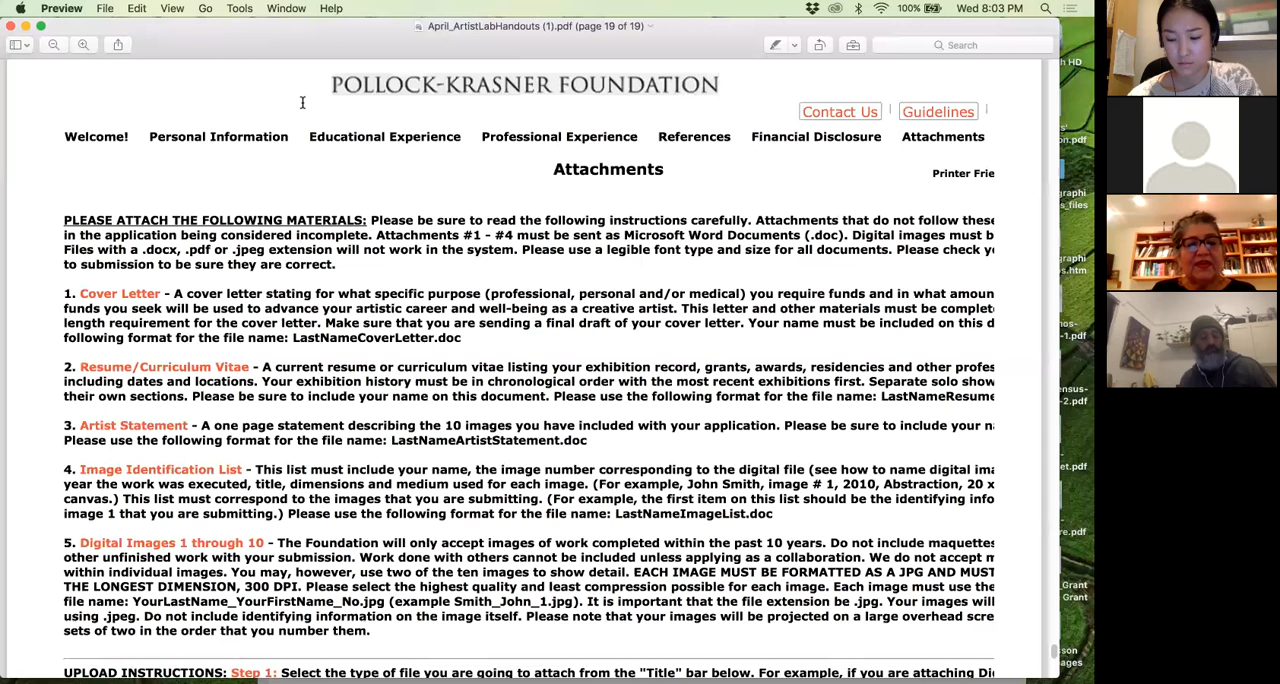 Preview File Edit View Go Tools Window Help 100% Wed 8:03 PM
April_ArtistLabHandouts (1).pdf (page 19 of 19)
Search
POLLOCK-KRASNER FOUNDATION
Contact Us Guidelines
Welcome! Personal Information Educational Experience Professional Experience References Financial Disclosure Attachments
Attachments
Printer Frie
PLEASE ATTACH THE FOLLOWING MATERIALS: Please be sure to read the following instructions carefully. Attachments that do not follow these
in the application being considered incomplete. Attachments #1 - #4 must be sent as Microsoft Word Documents (.doc). Digital images must b
Files with a .docx, .pdf or .jpeg extension will not work in the system. Please use a legible font type and size for all documents. Please check y
to submission to be sure they are correct.
1. Cover Letter - A cover letter stating for what specific purpose (professional, personal and/or medical) you require funds and in what amoun
funds you seek will be used to advance your artistic career and well-being as a creative artist. This letter and other materials must be complet
length requirement for the cover letter. Make sure that you are sending a final draft of your cover letter. Your name must be included on this d
following format for the file name: LastNameCoverLetter.doc
2. Resume/Curriculum Vitae - A current resume or curriculum vitae listing your exhibition record, grants, awards, residencies and other profes
including dates and locations. Your exhibition history must be in chronological order with the most recent exhibitions first. Separate solo show
their own sections. Please be sure to include your name on this document. Please use the following format for the file name: LastNameResume
3. Artist Statement - A one page statement describing the 10 images you have included with your application. Please be sure to include your n
Please use the following format for the file name: LastNameArtistStatement.doc
4. Image Identification List - This list must include your name, the image number corresponding to the digital file (see how to name digital ima
year the work was executed, title, dimensions and medium used for each image. (For example, John Smith, image # 1, 2010, Abstraction, 20 x
canvas.) This list must correspond to the images that you are submitting. (For example, the first item on this list should be the identifying info
image 1 that you are submitting.) Please use the following format for the file name: LastNameImageList.doc
5. Digital Images 1 through 10 - The Foundation will only accept images of work completed within the past 10 years. Do not include maquettes
other unfinished work with your submission. Work done with others cannot be included unless applying as a collaboration. We do not accept m
within individual images. You may, however, use two of the ten images to show detail. EACH IMAGE MUST BE FORMATTED AS A JPG AND MUST
THE LONGEST DIMENSION, 300 DPI. Please select the highest quality and least compression possible for each image. Each image must use the
file name: YourLastName_YourFirstName_No.jpg (example Smith_John_1.jpg). It is important that the file extension be .jpg. Your images will
using .jpeg. Do not include identifying information on the image itself. Please note that your images will be projected on a large overhead scre
sets of two in the order that you number them.
UPLOAD INSTRUCTIONS: Step 1: Select the type of file you are going to attach from the "Title" bar below. For example, if you are attaching Di